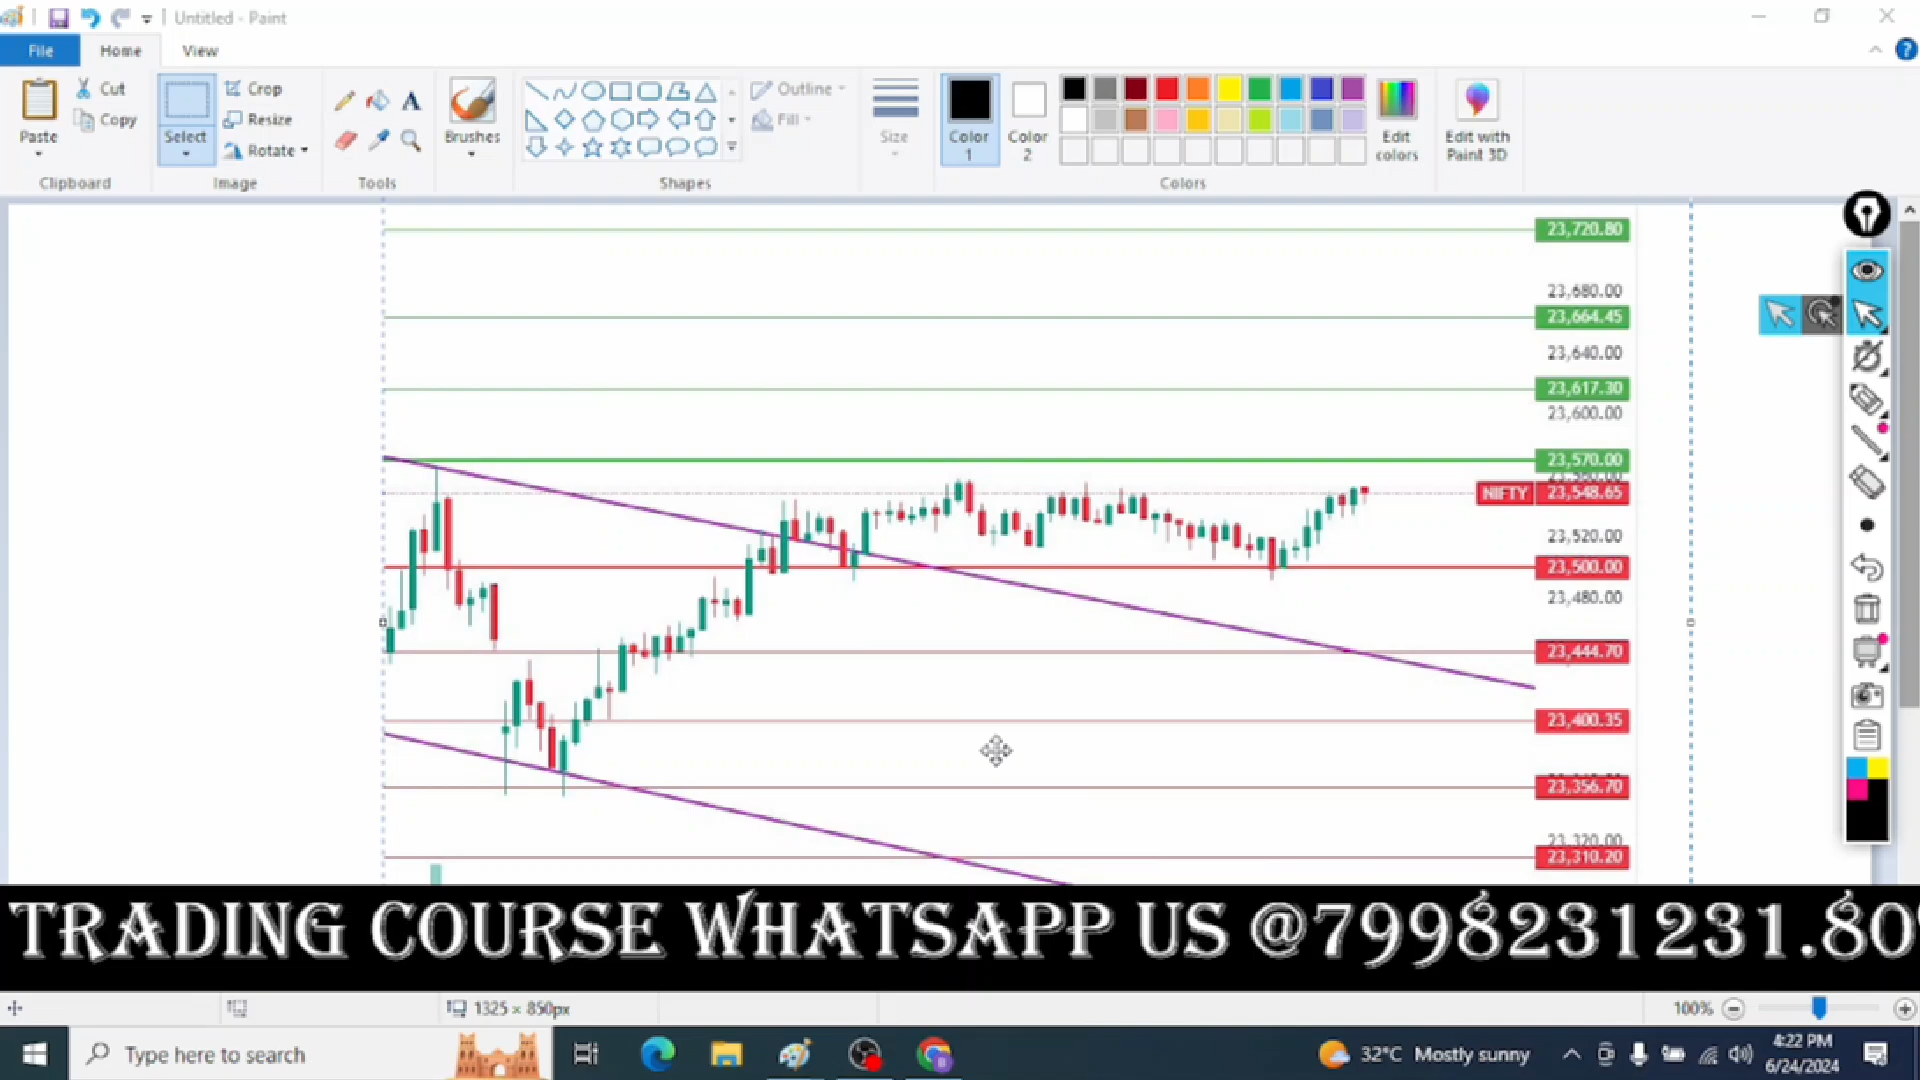 Untitled - Paint
File
Home
View
Paste
Cut
Copy
Clipboard
Select
Crop
Resize
Rotate
Image
A
Tools
Brushes
Shapes
Outline
Fill
Size
Color
1
Color
2
Edit
colors
Edit with
Paint 3D
Colors
?
23,720.80
23,680.00
23,664.45
23,640.00
23,617.30
23,600.00
23,570.00
NIFTY 23,548.65
23,520.00
23,500.00
23,480.00
23,444.70
23,400.35
23,356.70
23,320.00
23,310.20
TRADING COURSE WHATSAPP US @7998231231.80
1325 × 850px
100%
Type here to search
32°C Mostly sunny
4:22 PM
6/24/2024